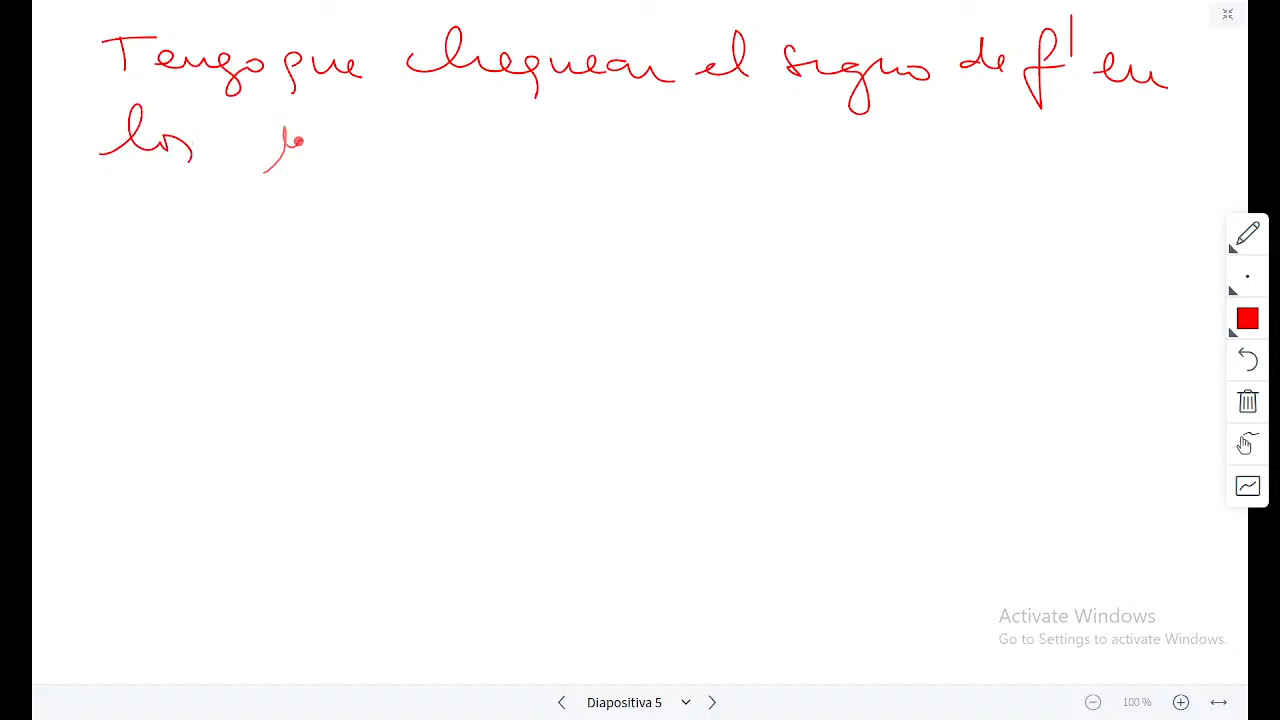 Tengo que chequear el signo de f' en
los
Activate Windows
Go to Settings to activate Windows.
Diapositiva 5
100 %